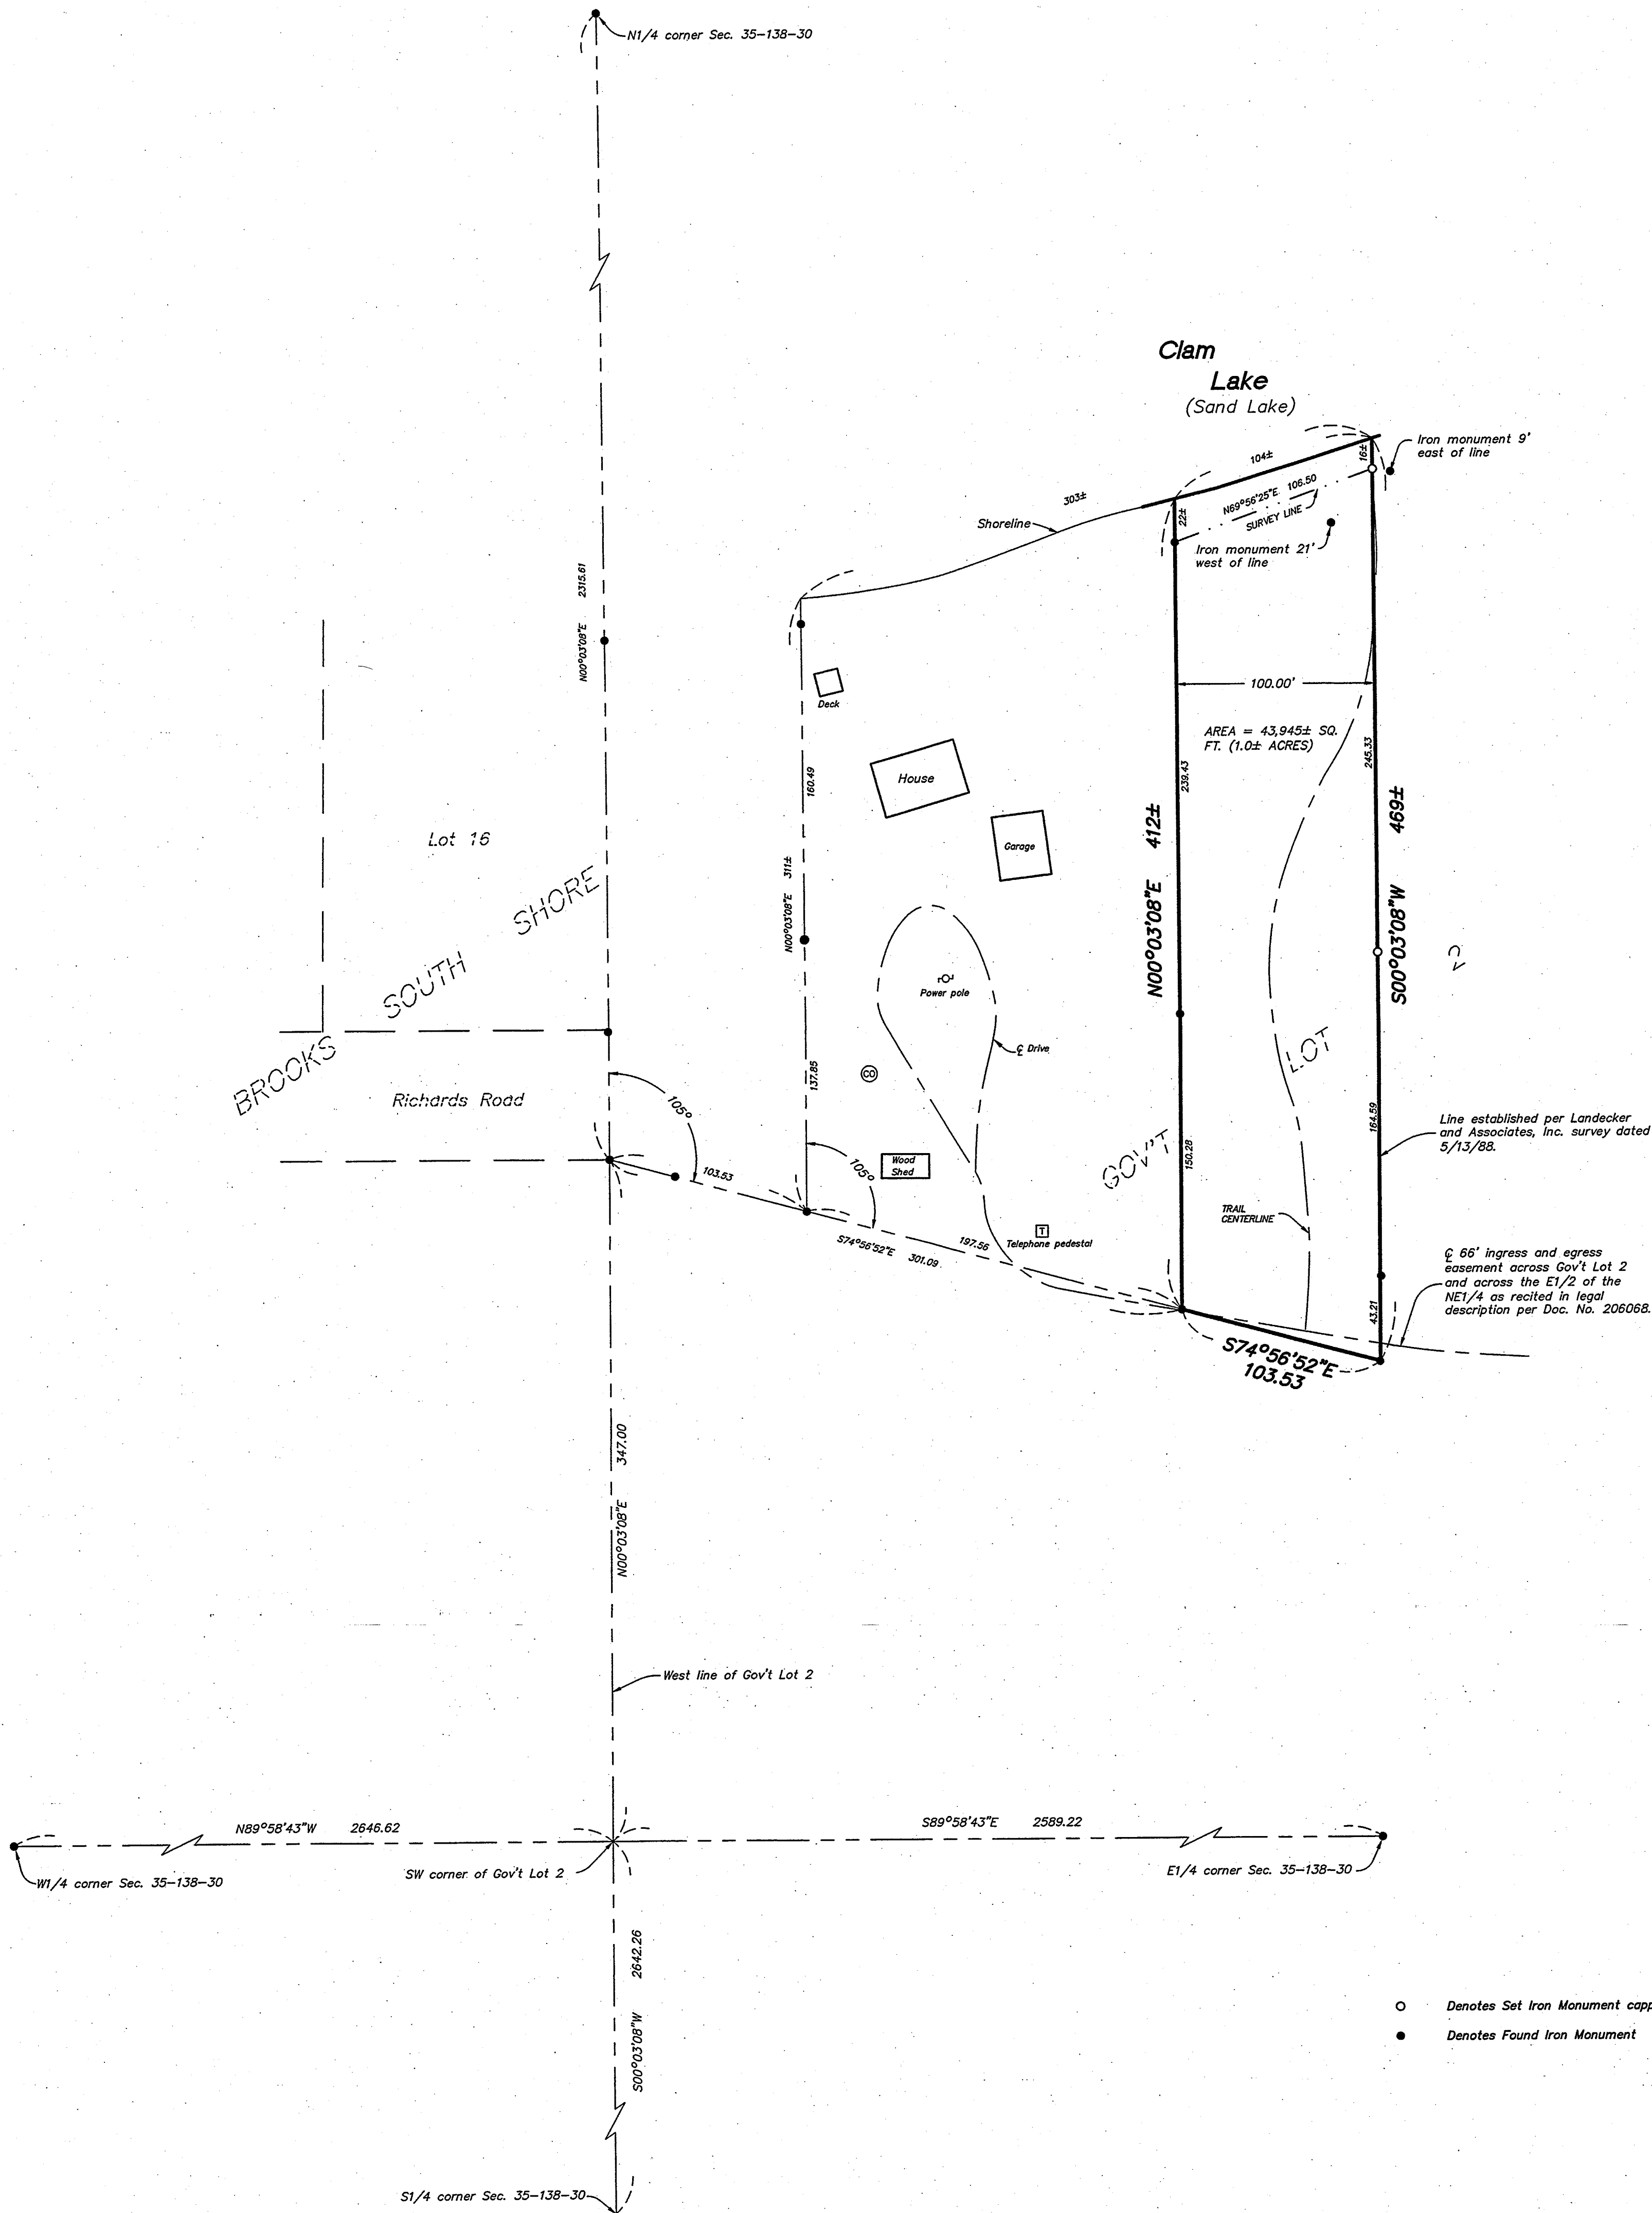 N1/4 corner Sec. 35-138-30
Clam
Lake
(Sand Lake)
Iron monument 9'
east of line
104±
16±
303±
N69°56'25"E 106.50
SURVEY LINE
22±
Shoreline
Iron monument 21'
west of line
N00°03'08"E 2315.61
100.00'
Deck
AREA = 43,945± SQ.
FT. (1.0± ACRES)
House
160.49
239.43
245.33
Garage
Lot 16
N00°03'08"E 412±
S00°03'08"W 469±
N00°03'08"E 311±
BROOKS SOUTH SHORE
Power pole
GOV'T LOT 2
₵ Drive
CO
137.85
Richards Road
105°
105°
Wood
Shed
150.28
164.59
Line established per Landecker
and Associates, Inc. survey dated
5/13/88.
103.53
TRAIL
CENTERLINE
T
Telephone pedestal
S74°56'52"E 301.09
197.56
₵ 66' ingress and egress
easement across Gov't Lot 2
and across the E1/2 of the
NE1/4 as recited in legal
description per Doc. No. 206068.
43.21
S74°56'52"E
103.53
N00°03'08"E 347.00
West line of Gov't Lot 2
N89°58'43"W 2646.62
S89°58'43"E 2589.22
W1/4 corner Sec. 35-138-30
SW corner of Gov't Lot 2
E1/4 corner Sec. 35-138-30
S00°03'08"W 2642.26
Denotes Set Iron Monument capp
Denotes Found Iron Monument
S1/4 corner Sec. 35-138-30